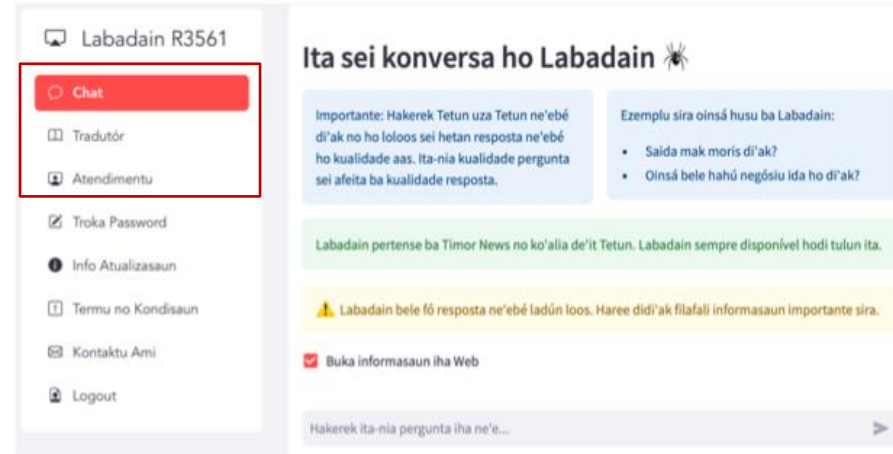 Labadain R3561
Chat
Tradutór
Atendimentu
Troka Password
Info Atualizasaun
Termu no Kondisaun
Kontaktu Ami
Logout
Ita sei konversa ho Labadain
Importante: Hakerek Tetun uza Tetun ne'ebé
di'ak no ho loloos sei hetan resposta ne'ebé
ho kualidade aas. Ita-nia kualidade pergunta
sei afeita ba kualidade resposta.
Ezemplu sira oinsá husu ba Labadain:
• Saida mak moris di'ak?
• Oinsá bele hahú negósiu ida ho di'ak?
Labadain pertense ba Timor News no ko'alia de'it Tetun. Labadain sempre disponível hodi tulun ita.
Labadain bele fó resposta ne'ebé ladún loos. Haree didi'ak filafali informasaun importante sira.
Buka informasaun iha Web
Hakerek ita-nia pergunta iha ne'e...